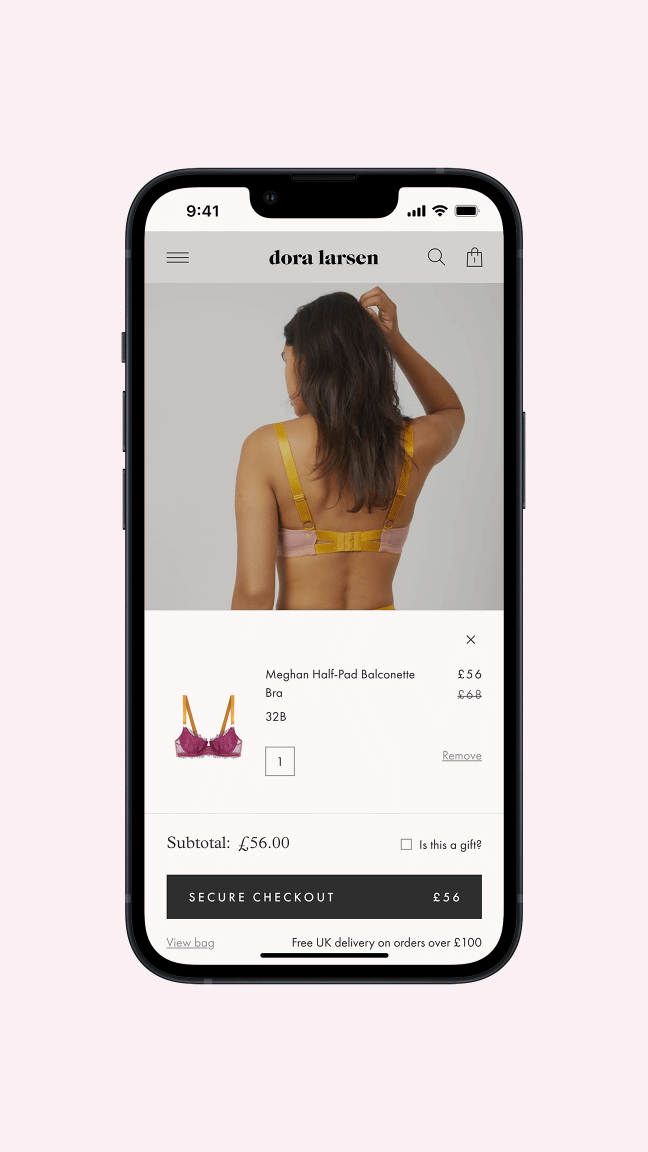 9:41
dora larsen
1
Meghan Half-Pad Balconette £56
Bra £68
32B
1 Remove
Subtotal: £56.00 Is this a gift?
SECURE CHECKOUT £56
View bag Free UK delivery on orders over £100